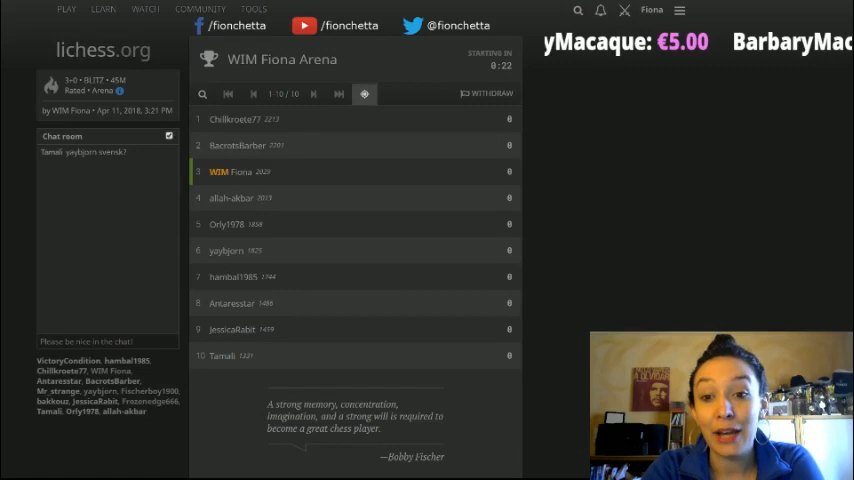 PLAY LEARN WATCH COMMUNITY TOOLS
/fionchetta /fionchetta @fionchetta
Fiona
lichess.org
3+0 • BLITZ • 45M
Rated • Arena
by WIM Fiona • Apr 11, 2018, 3:21 PM
Chat room
Tamali yaybjorn svensk?
Please be nice in the chat!
VictoryCondition, hambal1985,
Chillkroete77, WIM Fiona,
Antaresstar, BacrotsBarber,
Mr_strange, yaybjorn, Fischerboy1900,
bakkouz, JessicaRabit, Frozenedge666,
Tamali, Orly1978, allah-akbar
WIM Fiona Arena
STARTING IN
0:22
1-10 / 10
WITHDRAW
1 Chillkroete77 2213 0
2 BacrotsBarber 2201 0
3 WIM Fiona 2029 0
4 allah-akbar 2013 0
5 Orly1978 1858 0
6 yaybjorn 1825 0
7 hambal1985 1744 0
8 Antaresstar 1486 0
9 JessicaRabit 1459 0
10 Tamali 1331 0
A strong memory, concentration,
imagination, and a strong will is required to
become a great chess player.
—Bobby Fischer
yMacaque: €5.00 BarbaryMac